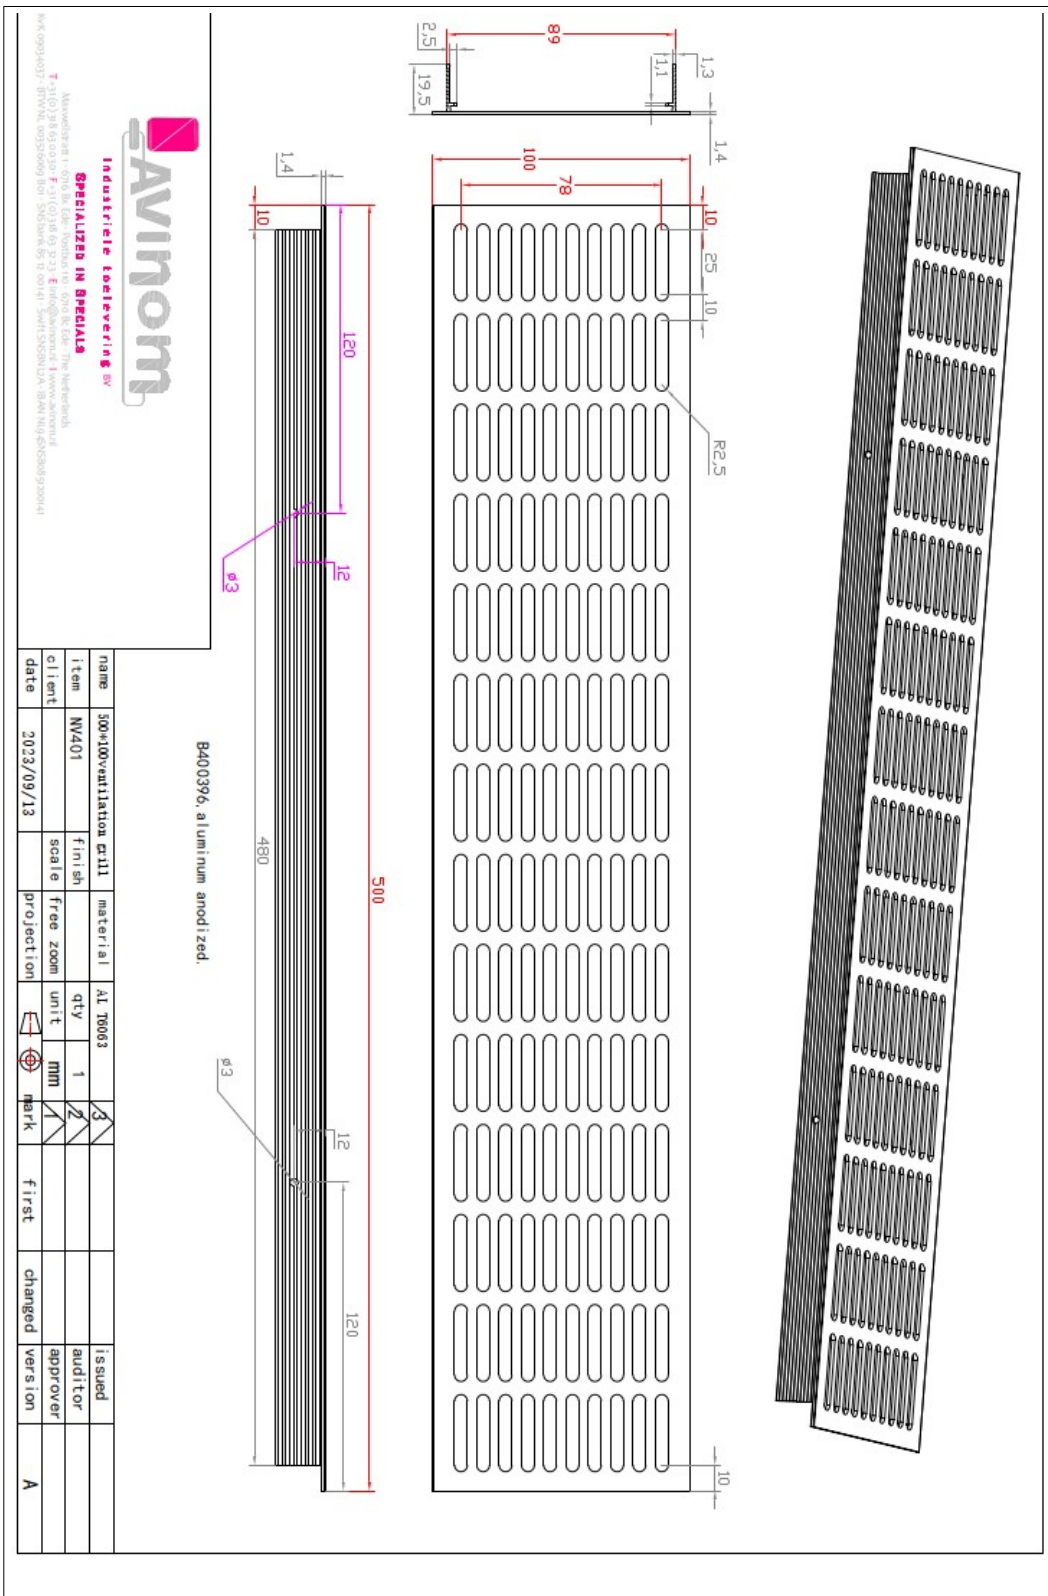 89
2,5
19,5
1,1
1,3
1,4
100
78
10
25
10
R2,5
10
1,4
10
120
12
ø3
500
480
12
ø3
120
B400396, aluminum anodized.
AVinom
Industriële toelevering BV
SPECIALIZED IN SPECIALS
name 500*100ventilation grill material AL T6063 3 issued
item NV401 finish qty 1 2 auditor
client scale free zoom unit mm 1 approver
date 2023/09/13 projection mark first changed version A